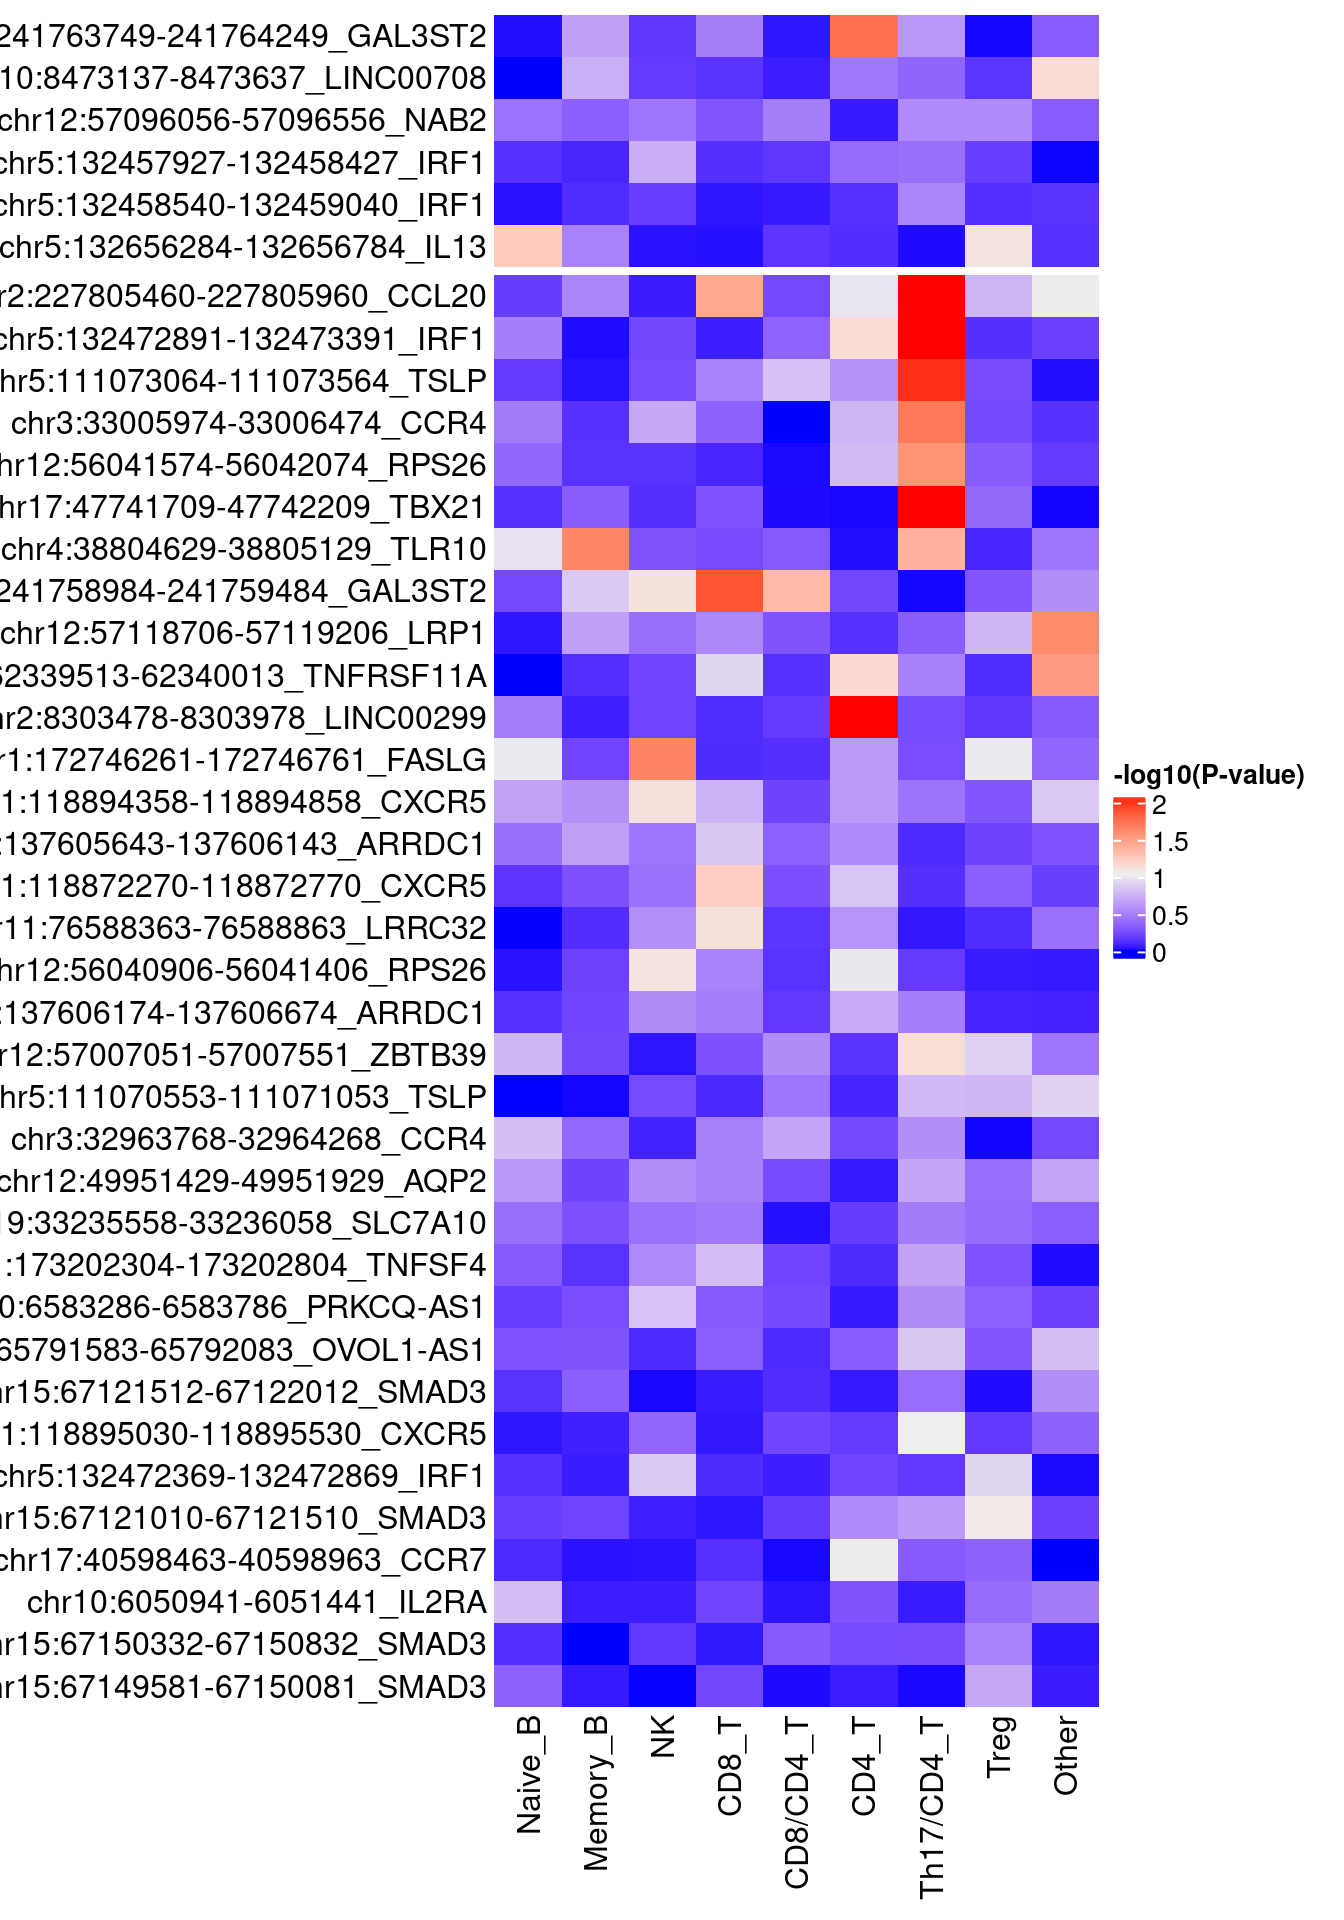 241763749-241764249_GAL3ST2
10:8473137-8473637_LINC00708
chr12:57096056-57096556_NAB2
chr5:132457927-132458427_IRF1
chr5:132458540-132459040_IRF1
chr5:132656284-132656784_IL13
r2:227805460-227805960_CCL20
chr5:132472891-132473391_IRF1
hr5:111073064-111073564_TSLP
chr3:33005974-33006474_CCR4
hr12:56041574-56042074_RPS26
hr17:47741709-47742209_TBX21
chr4:38804629-38805129_TLR10
241758984-241759484_GAL3ST2
chr12:57118706-57119206_LRP1
62339513-62340013_TNFRSF11A
r2:8303478-8303978_LINC00299
r1:172746261-172746761_FASLG
1:118894358-118894858_CXCR5
:137605643-137606143_ARRDC1
1:118872270-118872770_CXCR5
r11:76588363-76588863_LRRC32
hr12:56040906-56041406_RPS26
:137606174-137606674_ARRDC1
r12:57007051-57007551_ZBTB39
hr5:111070553-111071053_TSLP
chr3:32963768-32964268_CCR4
chr12:49951429-49951929_AQP2
19:33235558-33236058_SLC7A10
:173202304-173202804_TNFSF4
0:6583286-6583786_PRKCQ-AS1
65791583-65792083_OVOL1-AS1
hr15:67121512-67122012_SMAD3
1:118895030-118895530_CXCR5
chr5:132472369-132472869_IRF1
hr15:67121010-67121510_SMAD3
chr17:40598463-40598963_CCR7
chr10:6050941-6051441_IL2RA
hr15:67150332-67150832_SMAD3
hr15:67149581-67150081_SMAD3
Naive_B
Memory_B
NK
CD8_T
CD8/CD4_T
CD4_T
Th17/CD4_T
Treg
Other
-log10(P-value)
2
1.5
1
0.5
0